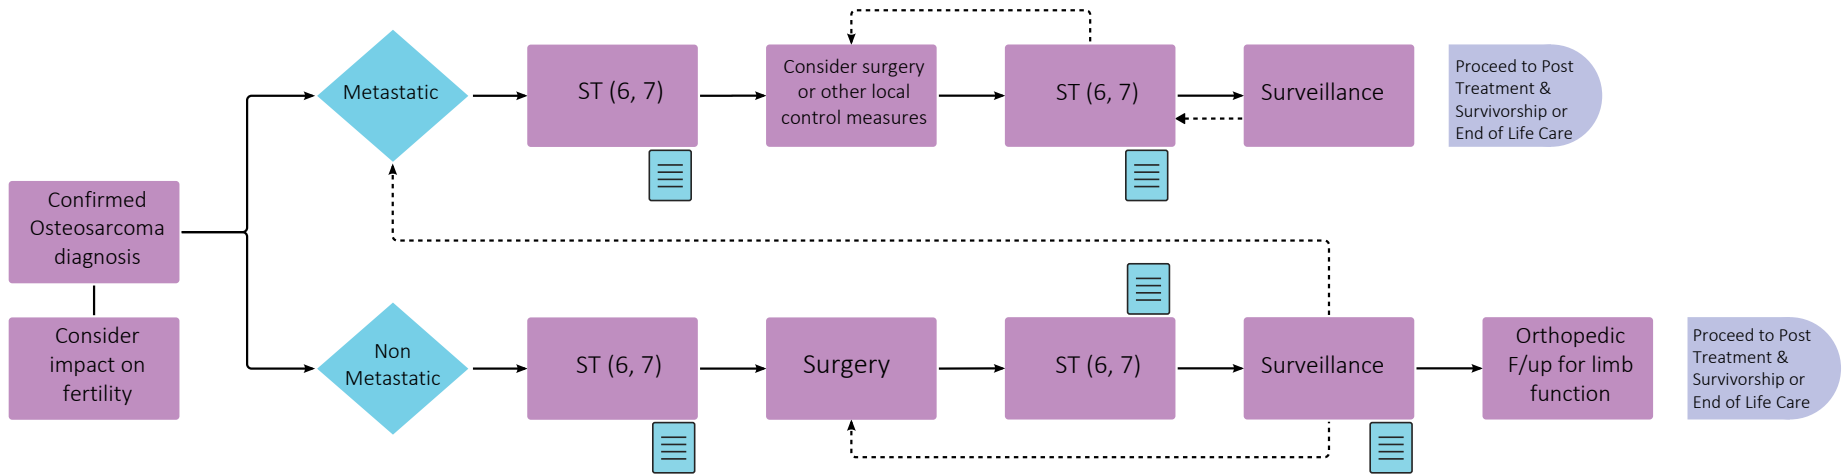 Confirmed
Osteosarcoma
diagnosis
Consider
impact on
fertility
Metastatic
ST (6, 7)
Consider surgery
or other local
control measures
ST (6, 7)
Surveillance
Proceed to Post
Treatment &
Survivorship or
End of Life Care
Non
Metastatic
ST (6, 7)
Surgery
ST (6, 7)
Surveillance
Orthopedic
F/up for limb
function
Proceed to Post
Treatment &
Survivorship or
End of Life Care